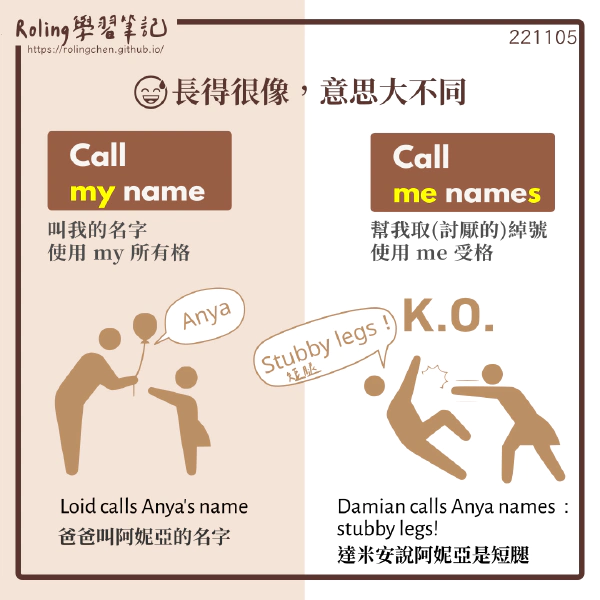 Roling學習筆記
https://rolingchen.github.io/
221105
長得很像，意思大不同
Call
my name
叫我的名字
使用 my 所有格
Anya
Loid calls Anya's name
爸爸叫阿妮亞的名字
Call
me names
幫我取(討厭的)綽號
使用 me 受格
K.O.
Stubby legs！
短腿
Damian calls Anya names：
stubby legs!
達米安說阿妮亞是短腿